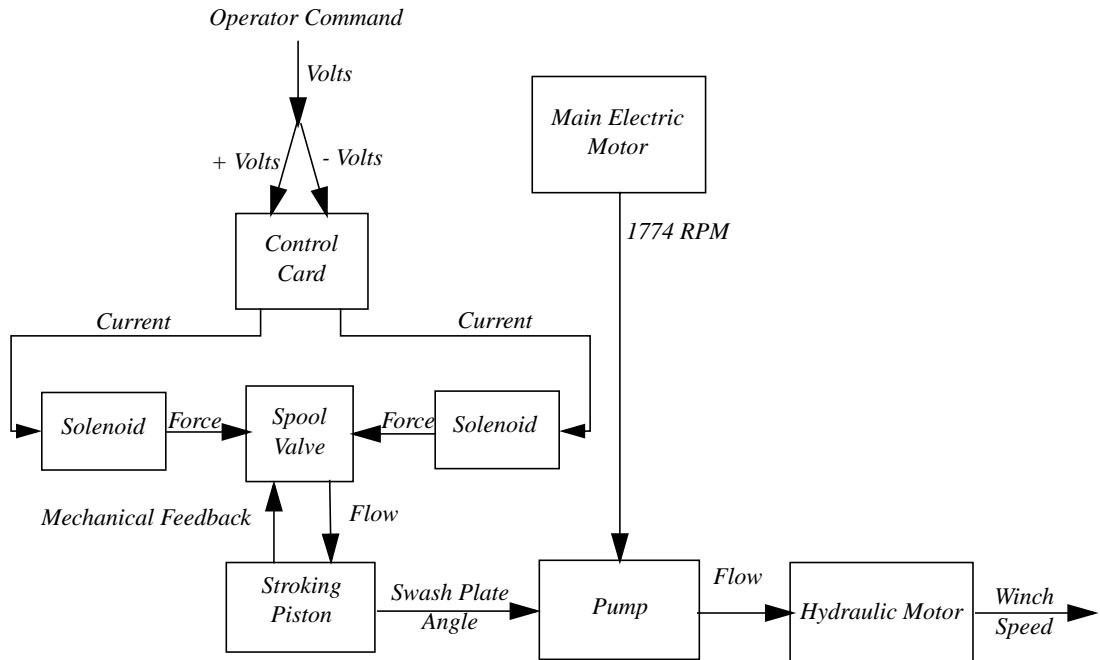 Operator Command
Volts
+ Volts
- Volts
Main Electric
Motor
Control
Card
1774 RPM
Current
Current
Solenoid
Force
Spool
Valve
Force
Solenoid
Mechanical Feedback
Flow
Stroking
Piston
Swash Plate
Angle
Pump
Flow
Hydraulic Motor
Winch
Speed